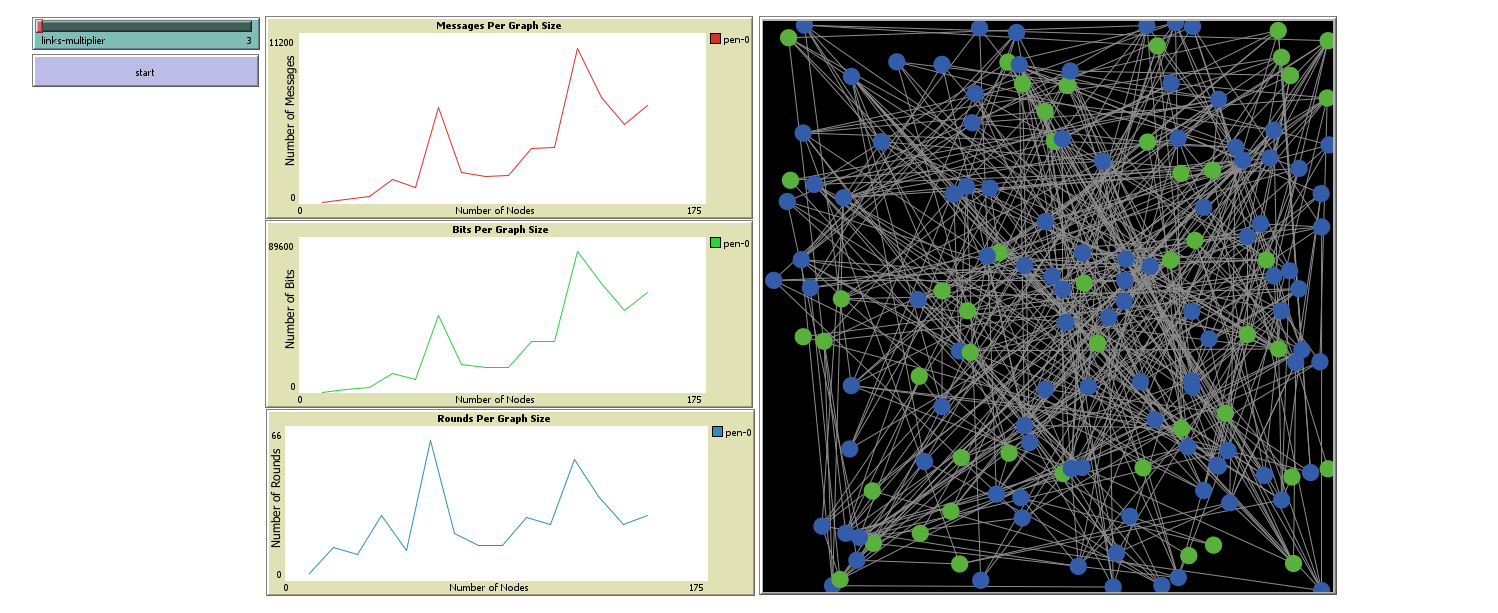 links-multiplier 3
start
Messages Per Graph Size
11200
Number of Messages
0
0 Number of Nodes 175
pen-0
Bits Per Graph Size
89600
Number of Bits
0
0 Number of Nodes 175
pen-0
Rounds Per Graph Size
66
Number of Rounds
0
0 Number of Nodes 175
pen-0